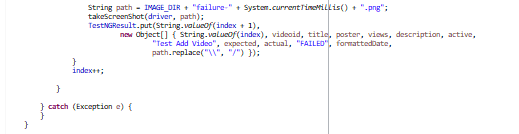 String path = IMAGE_DIR + "failure-" + System.currentTimeMillis() + ".png";
takeScreenShot(driver, path);
TestNGResult.put(String.valueOf(index + 1),
new Object[] { String.valueOf(index), videoid, title, poster, views, description, active,
"Test Add Video", expected, actual, "FAILED", formattedDate,
path.replace("\\", "/") });
}
index++;
}
} catch (Exception e) {
}
}